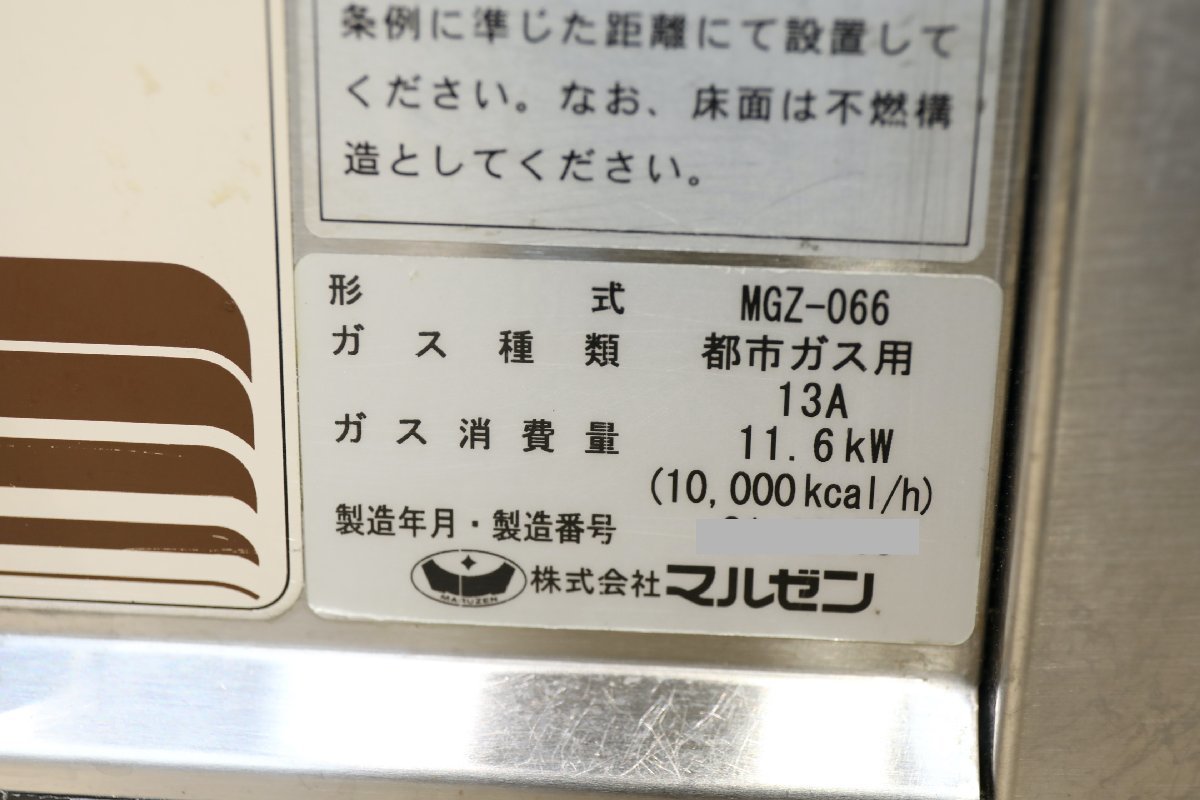 条例に準じた距離にて設置して
ください。なお、床面は不燃構
造としてください。
形式 MGZ-066
ガス種類 都市ガス用
13A
ガス消費量 11.6kW
(10,000kcal/h)
製造年月・製造番号
MARUZEN 株式会社マルゼン